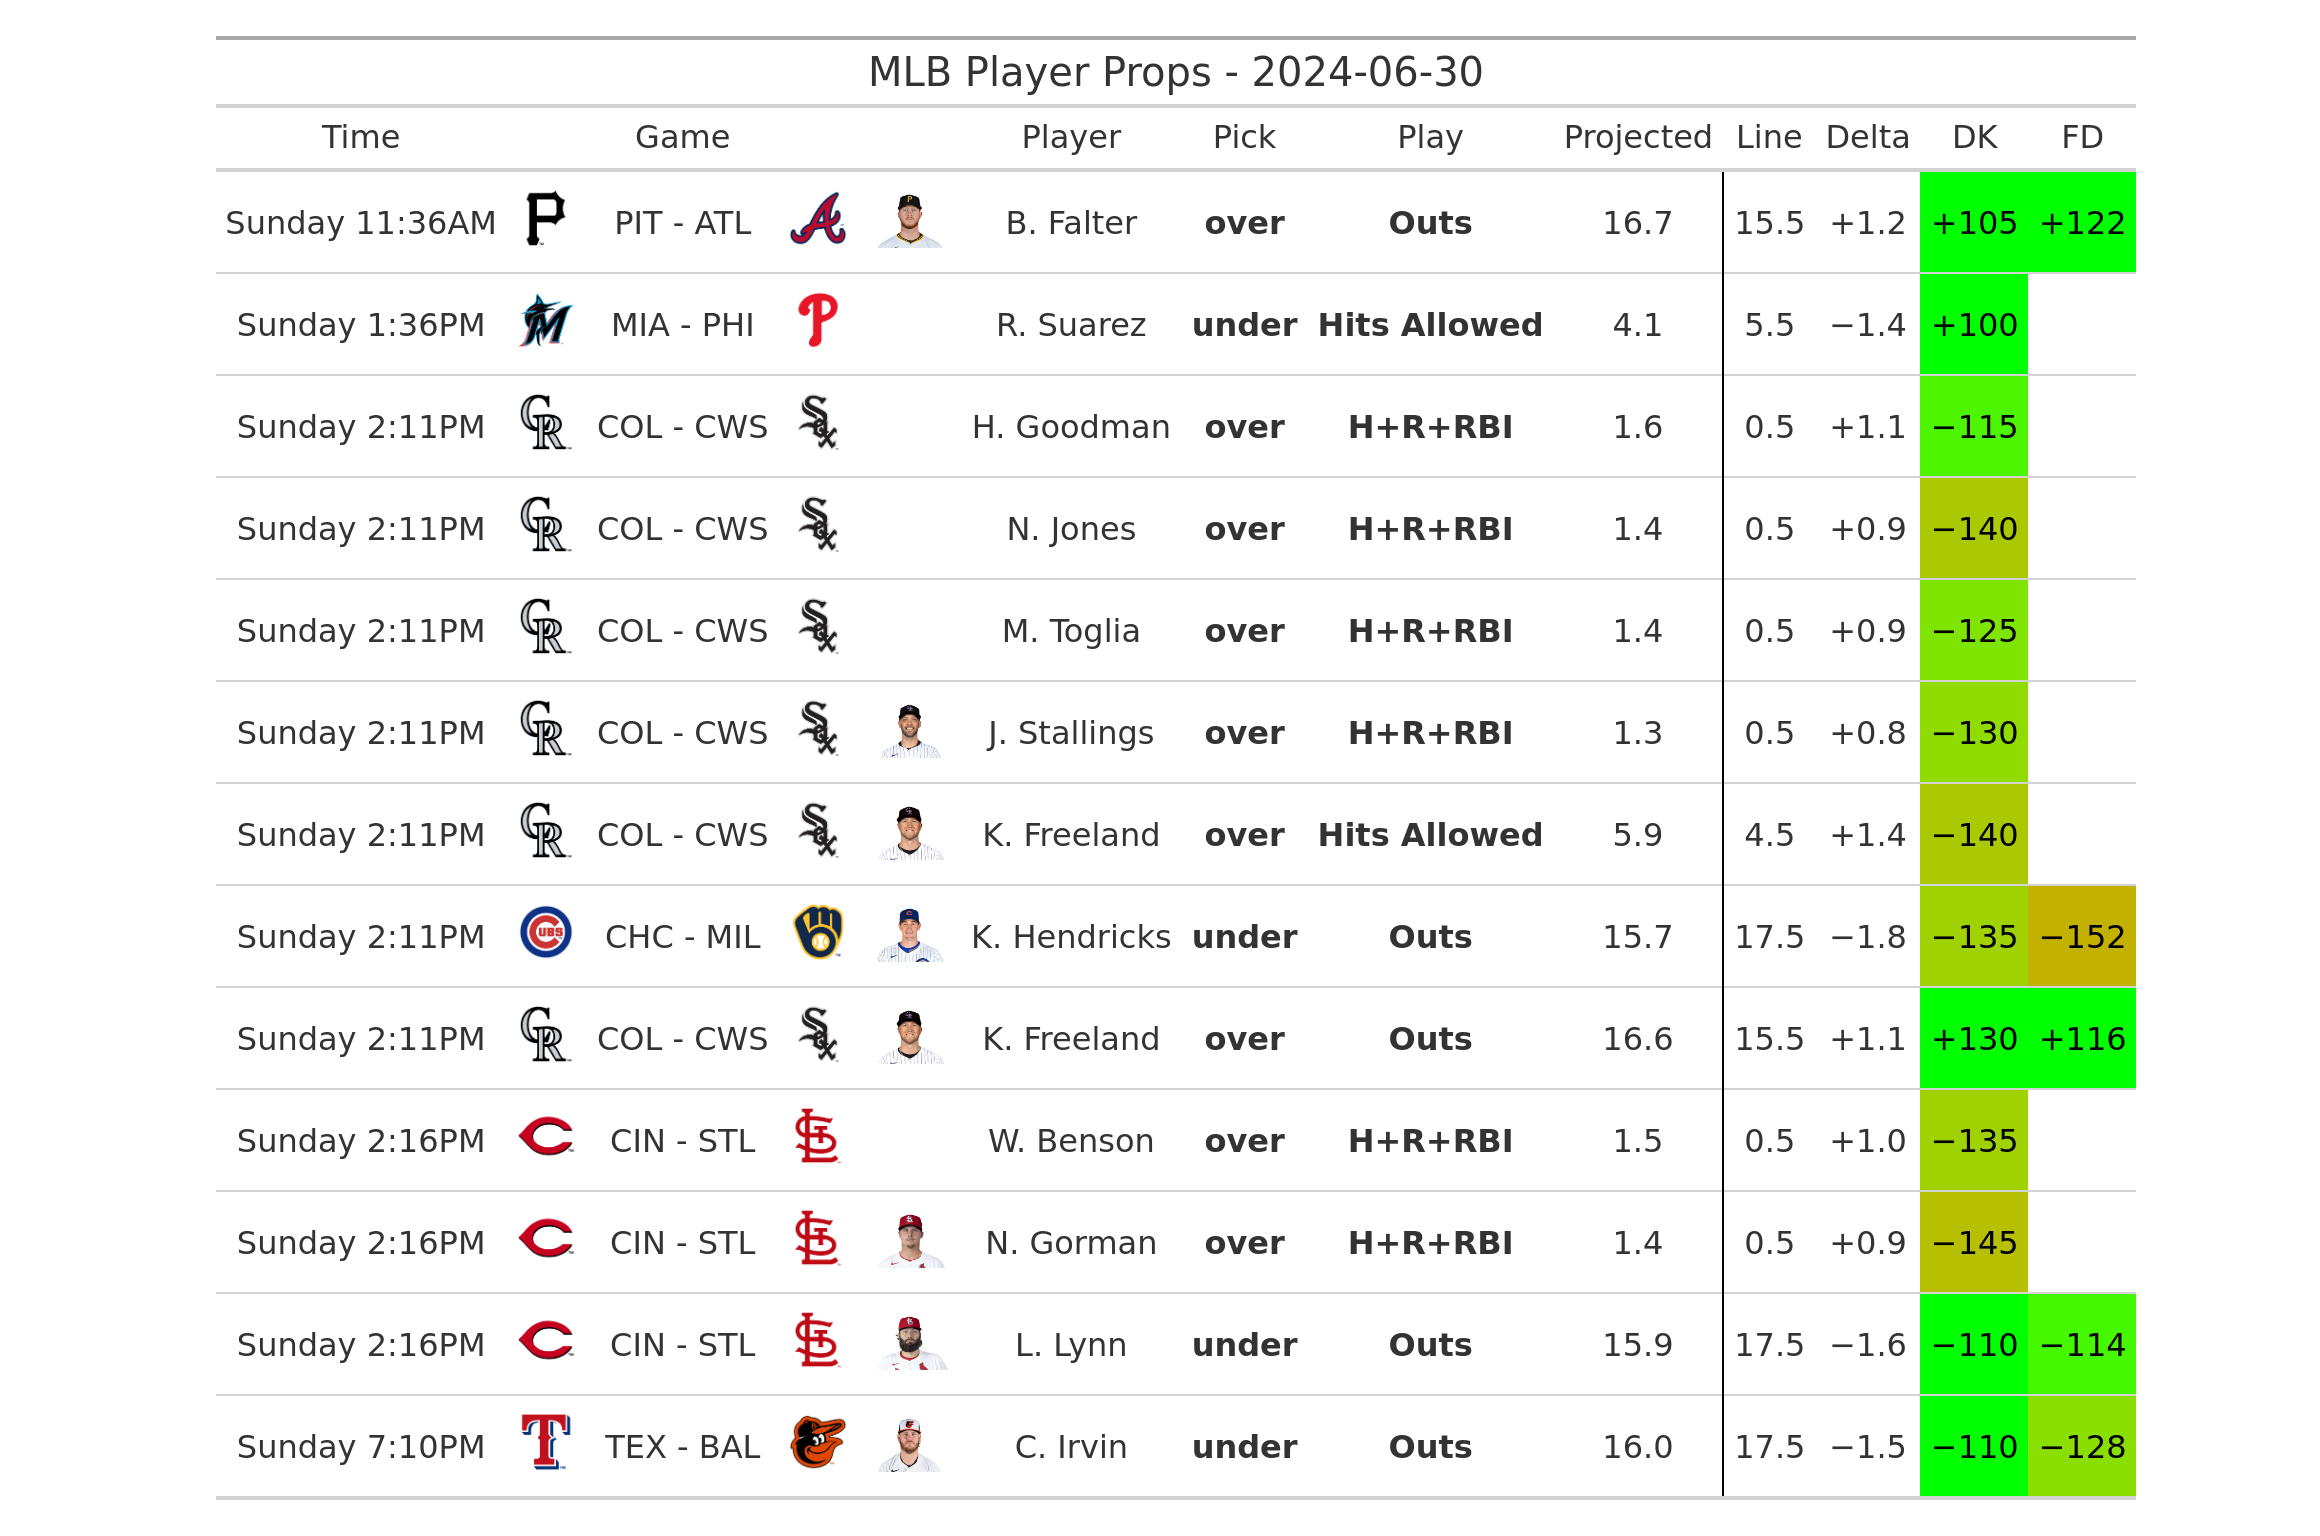 MLB Player Props - 2024-06-30
Time Game Player Pick Play Projected Line Delta DK FD
Sunday 11:36AM PIT - ATL B. Falter over Outs 16.7 15.5 +1.2 +105 +122
Sunday 1:36PM MIA - PHI R. Suarez under Hits Allowed 4.1 5.5 −1.4 +100
Sunday 2:11PM COL - CWS H. Goodman over H+R+RBI 1.6 0.5 +1.1 −115
Sunday 2:11PM COL - CWS N. Jones over H+R+RBI 1.4 0.5 +0.9 −140
Sunday 2:11PM COL - CWS M. Toglia over H+R+RBI 1.4 0.5 +0.9 −125
Sunday 2:11PM COL - CWS J. Stallings over H+R+RBI 1.3 0.5 +0.8 −130
Sunday 2:11PM COL - CWS K. Freeland over Hits Allowed 5.9 4.5 +1.4 −140
Sunday 2:11PM CHC - MIL K. Hendricks under Outs 15.7 17.5 −1.8 −135 −152
Sunday 2:11PM COL - CWS K. Freeland over Outs 16.6 15.5 +1.1 +130 +116
Sunday 2:16PM CIN - STL W. Benson over H+R+RBI 1.5 0.5 +1.0 −135
Sunday 2:16PM CIN - STL N. Gorman over H+R+RBI 1.4 0.5 +0.9 −145
Sunday 2:16PM CIN - STL L. Lynn under Outs 15.9 17.5 −1.6 −110 −114
Sunday 7:10PM TEX - BAL C. Irvin under Outs 16.0 17.5 −1.5 −110 −128